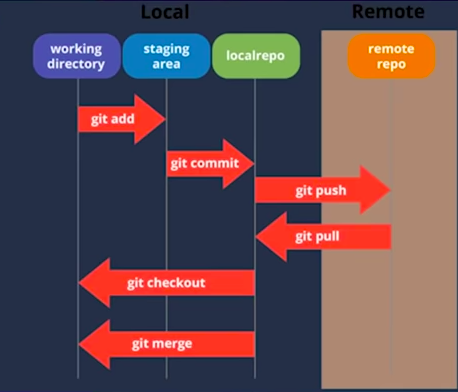 Local
Remote
working
directory
staging
area
localrepo
remote
repo
git add
git commit
git push
git pull
git checkout
git merge